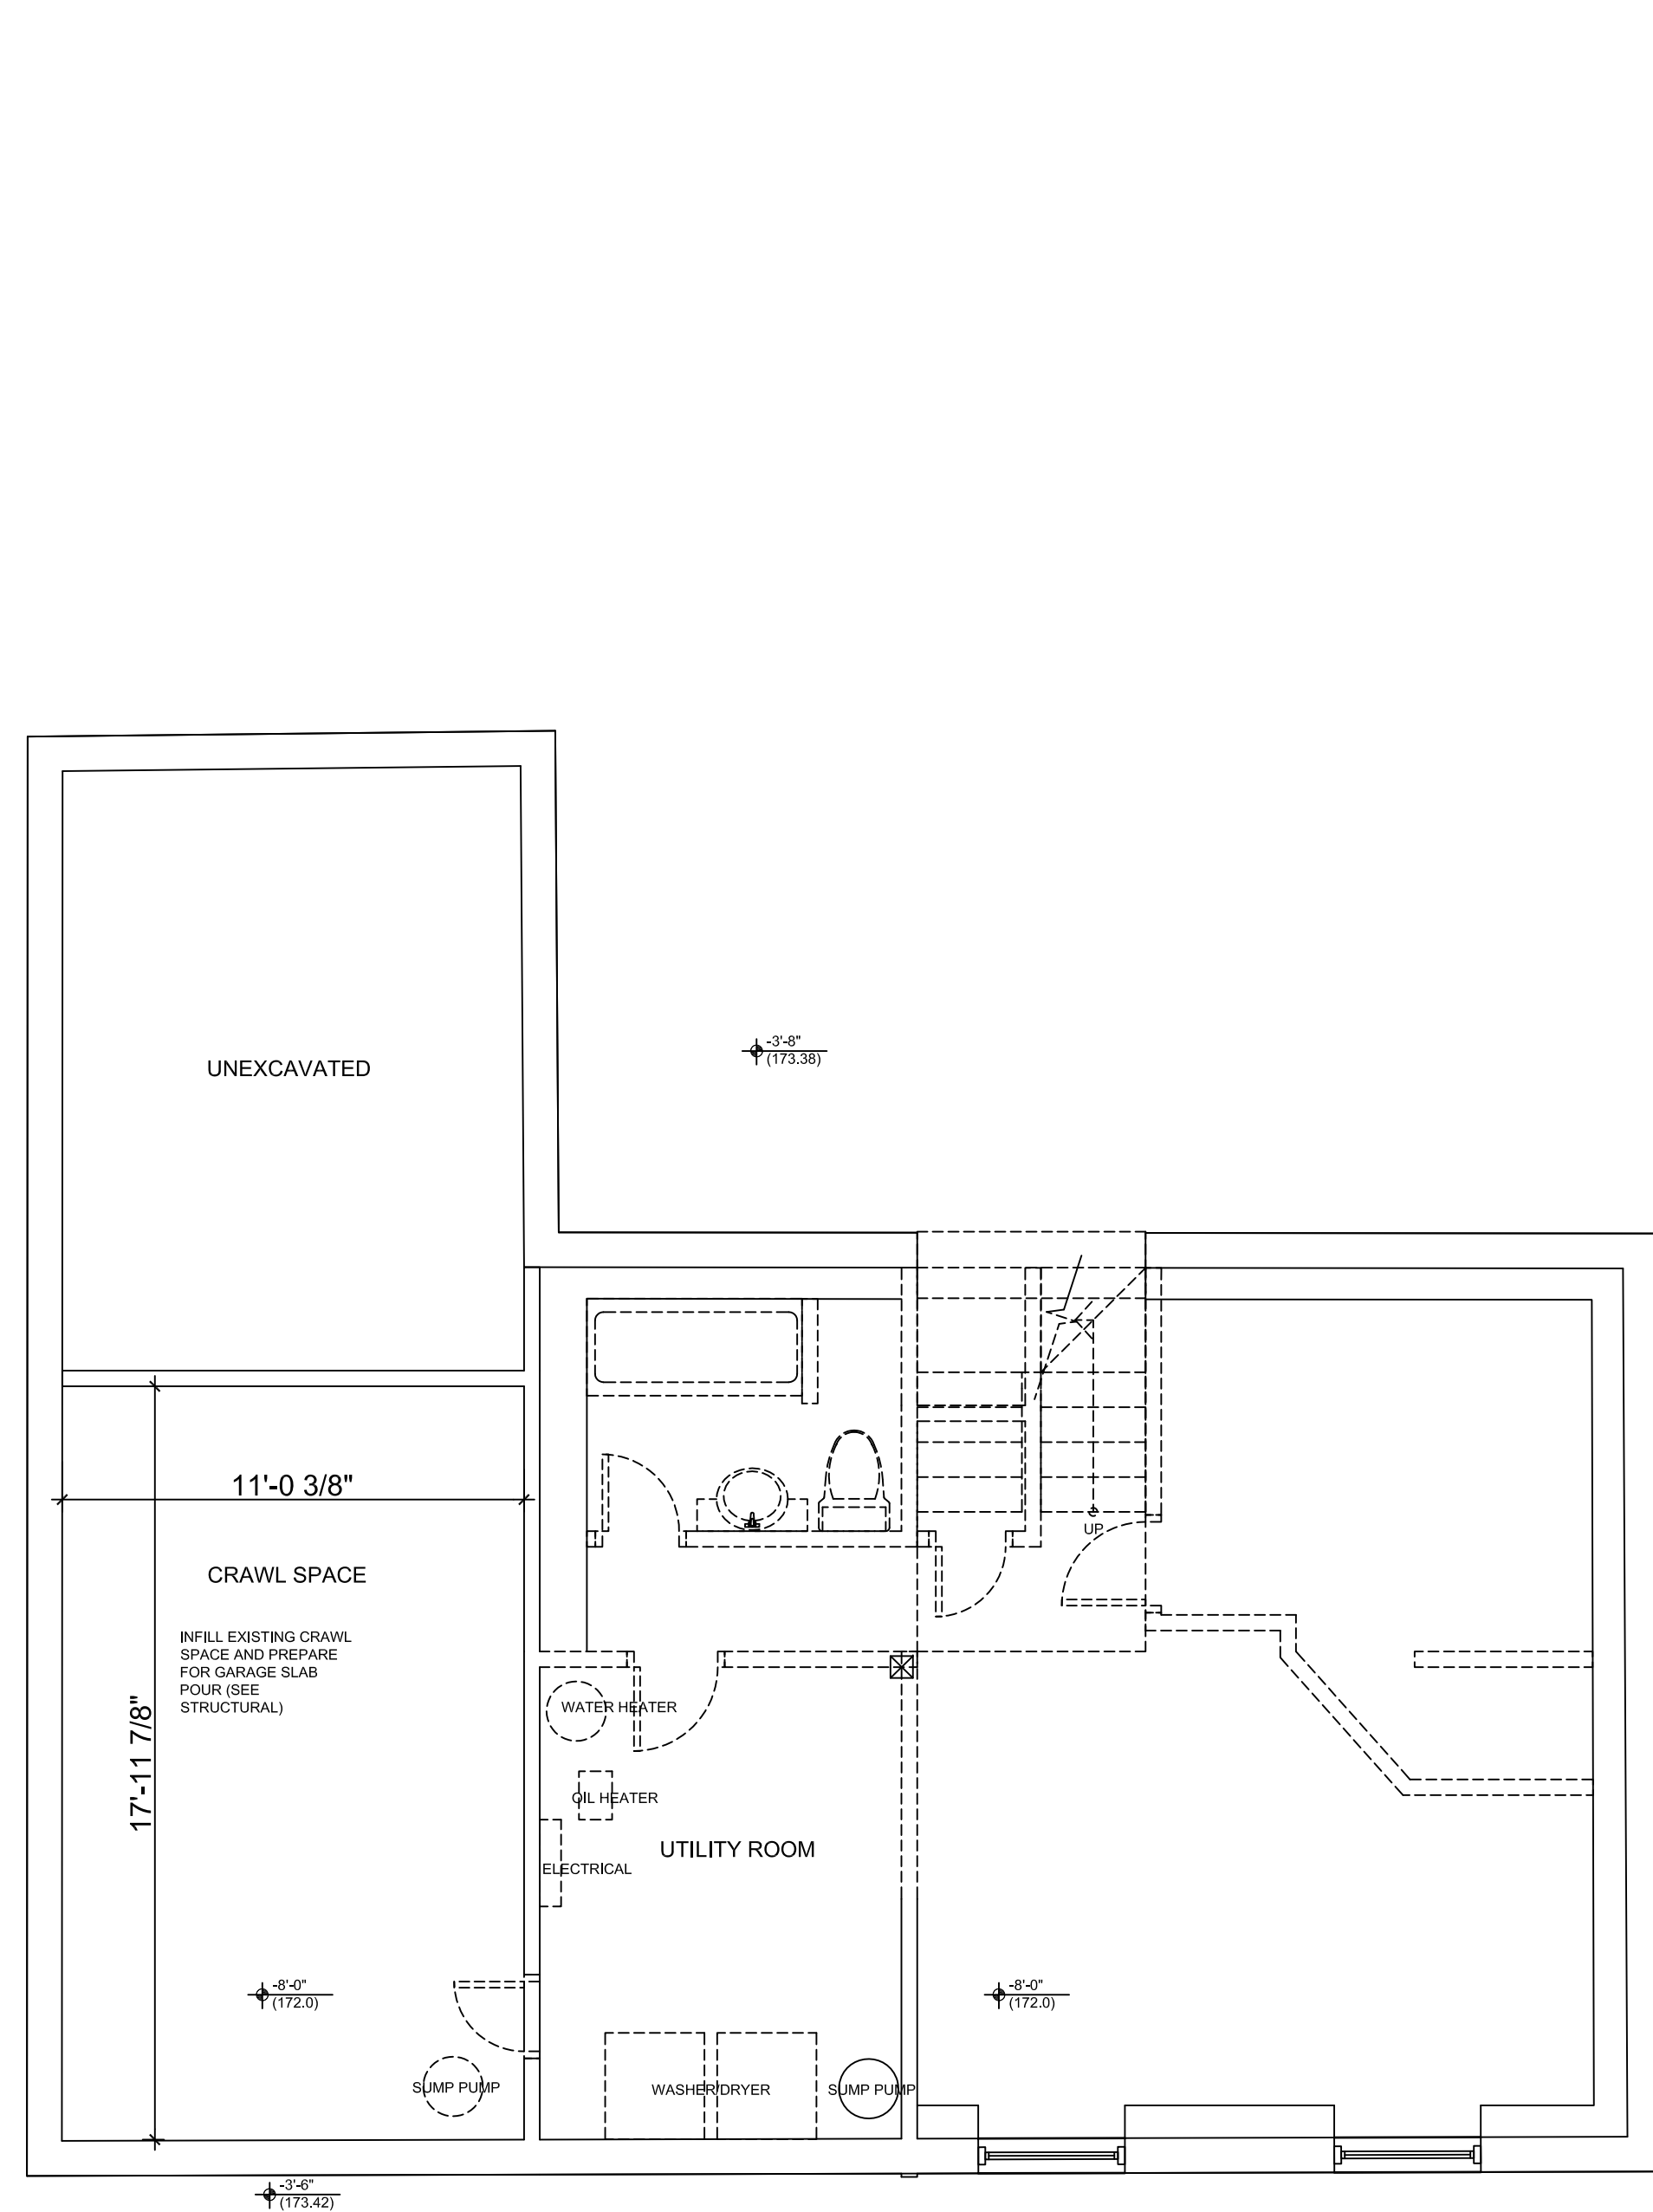 -3'-8"
(173.38)
UNEXCAVATED
11'-0 3/8"
UP
CRAWL SPACE
INFILL EXISTING CRAWL
SPACE AND PREPARE
FOR GARAGE SLAB
POUR (SEE
STRUCTURAL)
17'-11 7/8"
WATER HEATER
OIL HEATER
UTILITY ROOM
ELECTRICAL
-8'-0"
(172.0)
-8'-0"
(172.0)
SUMP PUMP
WASHER/DRYER
SUMP PUMP
-3'-6"
(173.42)